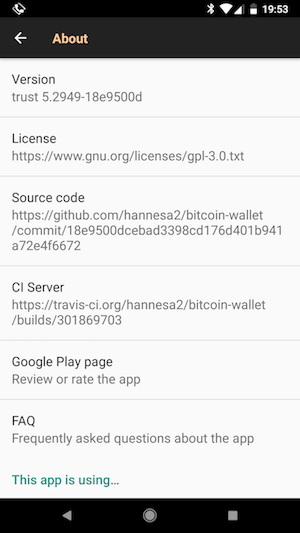 19:53
About
Version
trust 5.2949-18e9500d
License
https://www.gnu.org/licenses/gpl-3.0.txt
Source code
https://github.com/hannesa2/bitcoin-wallet
/commit/18e9500dcebad3398cd176d401b941
a72e4f6672
CI Server
https://travis-ci.org/hannesa2/bitcoin-wallet
/builds/301869703
Google Play page
Review or rate the app
FAQ
Frequently asked questions about the app
This app is using...